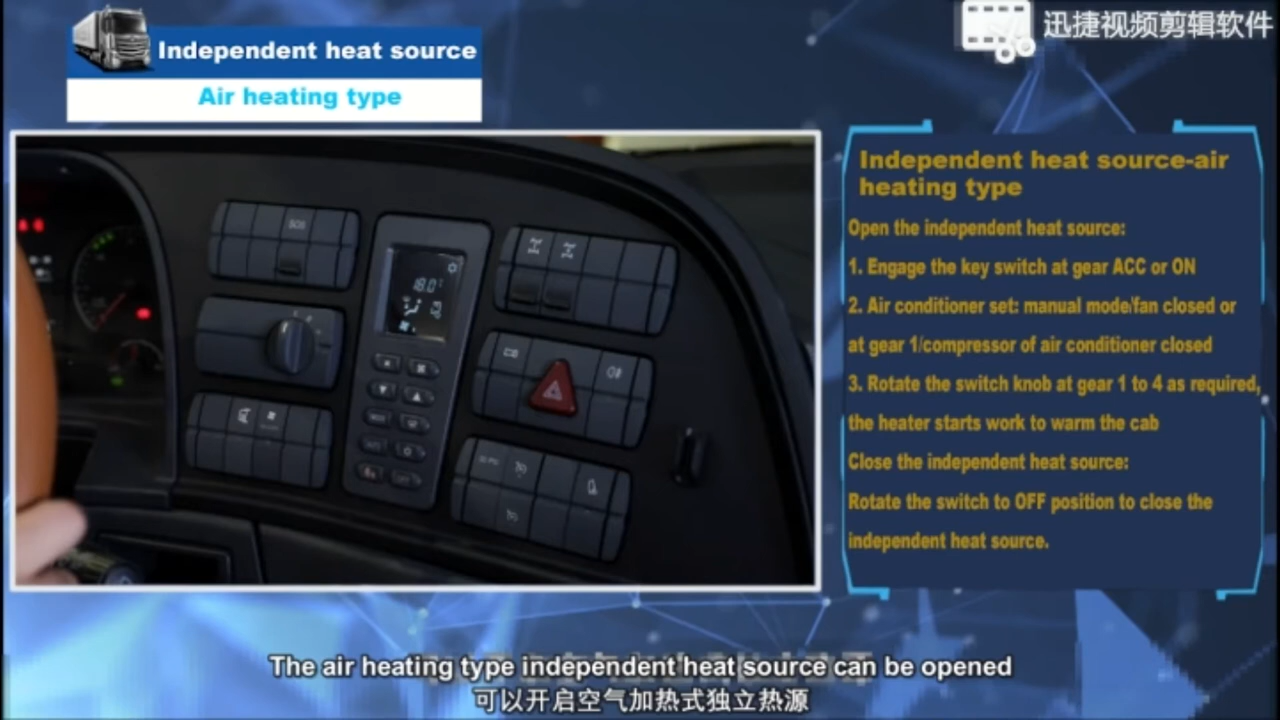 Independent heat source
Air heating type
迅捷视频剪辑软件
SOS
18.0
Independent heat source-air
heating type
Open the independent heat source:
1. Engage the key switch at gear ACC or ON
2. Air conditioner set: manual mode/fan closed or
at gear 1/compressor of air conditioner closed
3. Rotate the switch knob at gear 1 to 4 as required,
the heater starts work to warm the cab
Close the independent heat source:
Rotate the switch to OFF position to close the
independent heat source.
The air heating type independent heat source can be opened
可以开启空气加热式独立热源